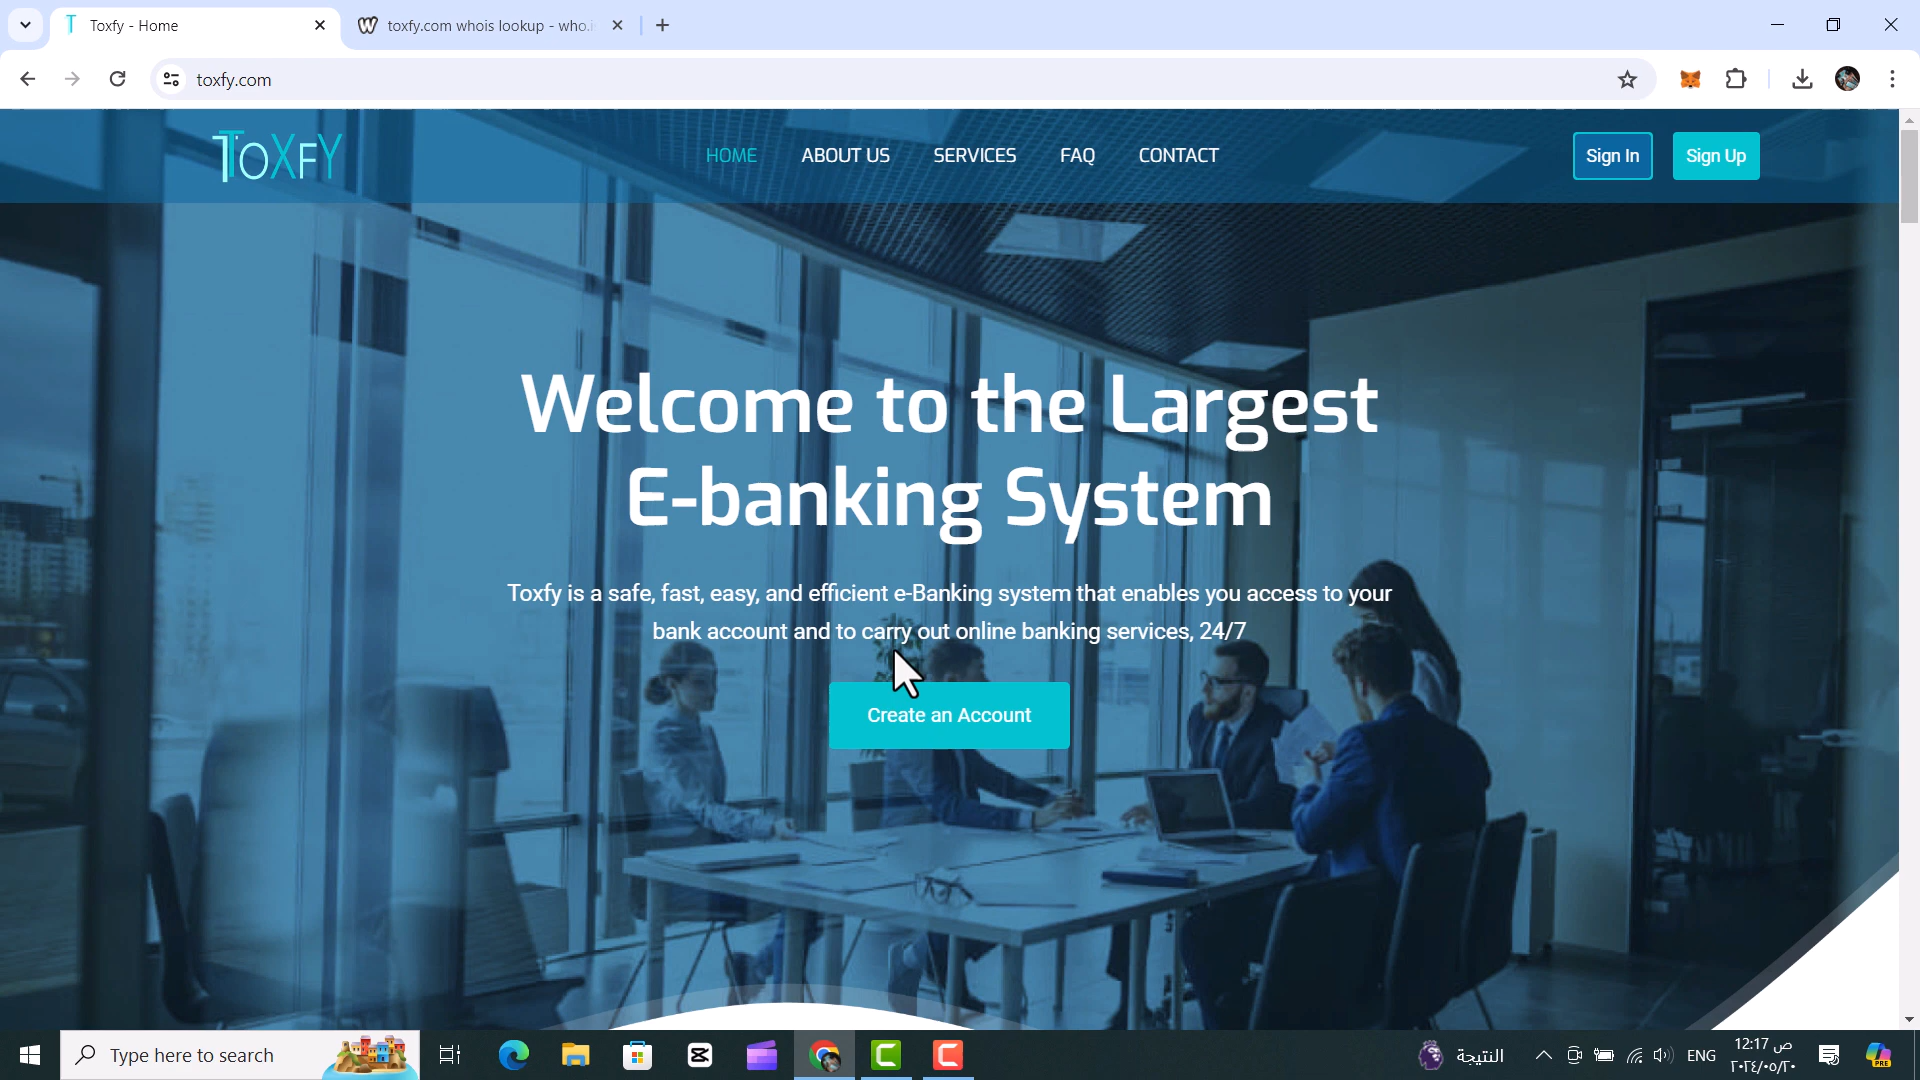 Toxfy - Home
toxfy.com whois lookup - who.i
toxfy.com
ToXfY
HOME
ABOUT US
SERVICES
FAQ
CONTACT
Sign In
Sign Up
Welcome to the Largest
E-banking System
Toxfy is a safe, fast, easy, and efficient e-Banking system that enables you access to your
bank account and to carry out online banking services, 24/7
Create an Account
Type here to search
النتيجة
ENG
12:17 ص
٢٠٢٤/٠٥/٢٠
PRE